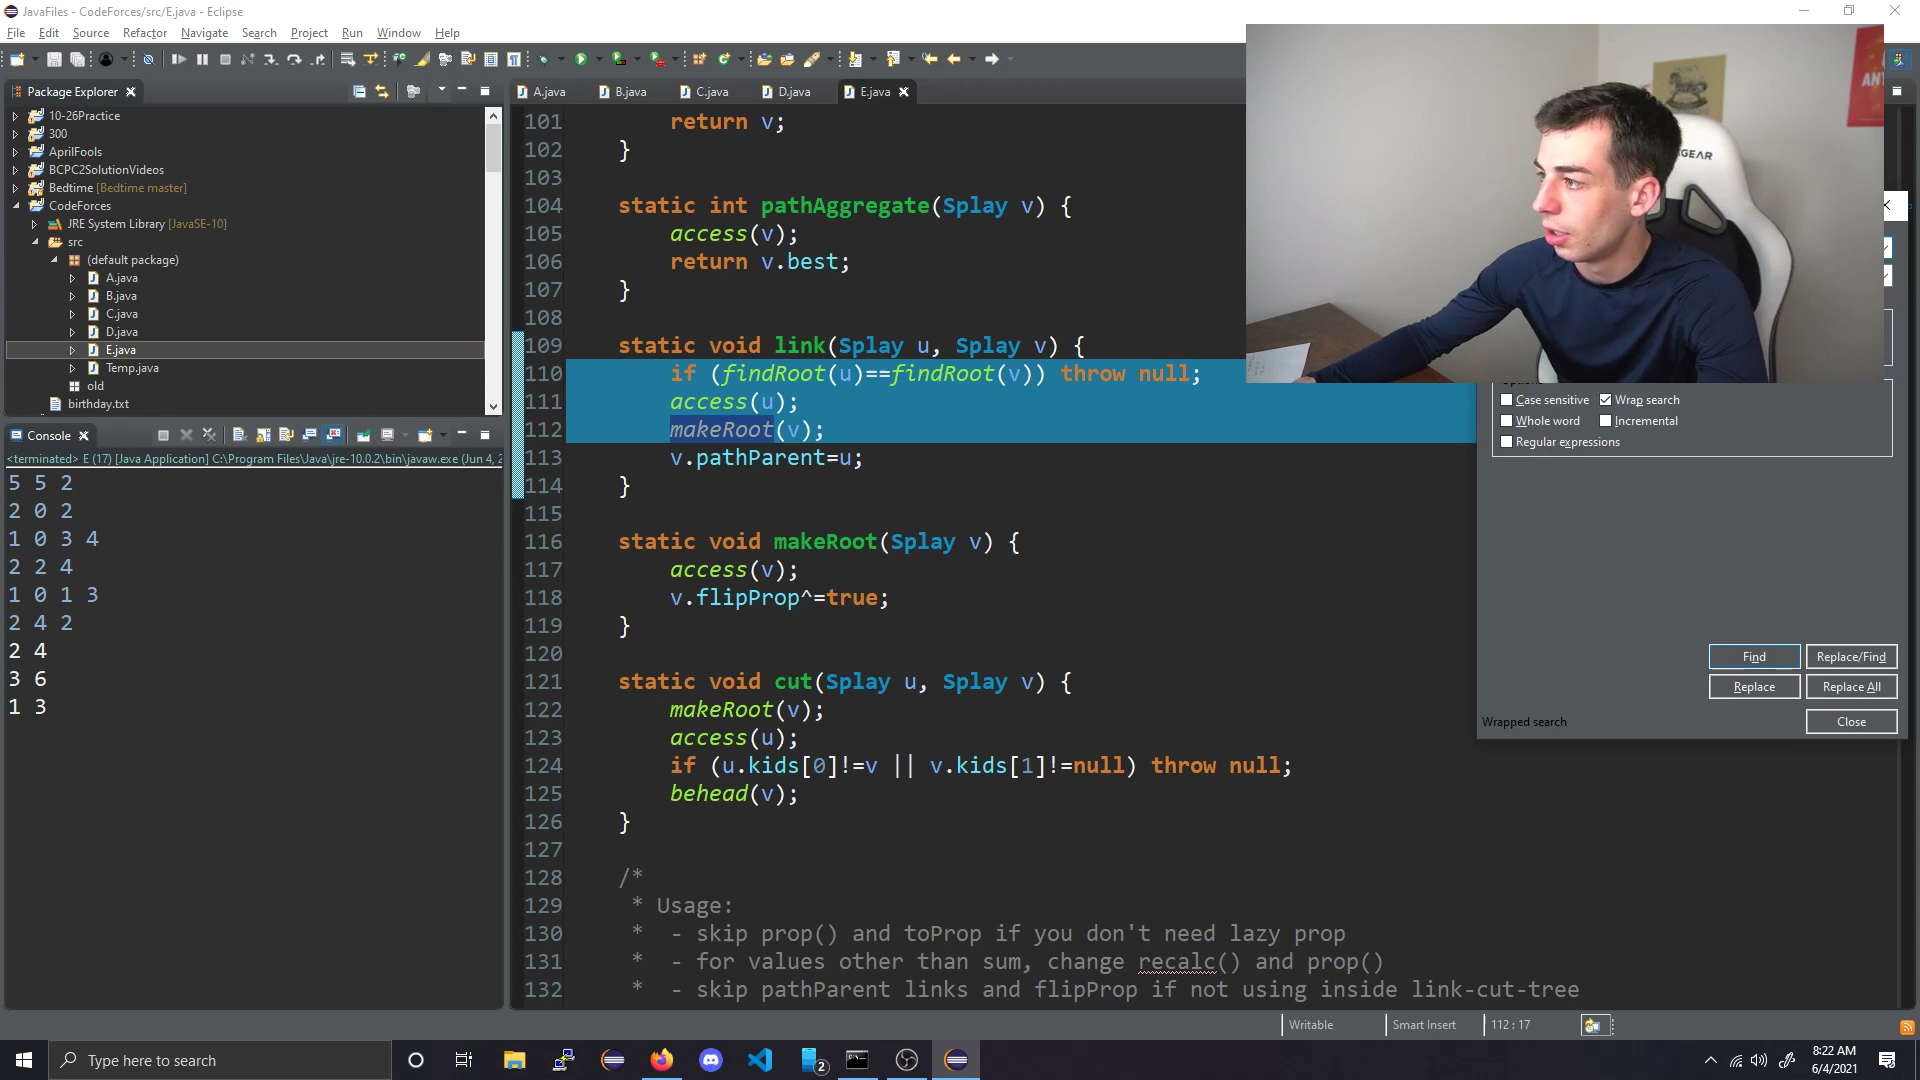 JavaFiles - CodeForces/src/E.java - Eclipse
File Edit Source Refactor Navigate Search Project Run Window Help
Package Explorer
10-26Practice
300
AprilFools
BCPC2SolutionVideos
Bedtime [Bedtime master]
CodeForces
JRE System Library [JavaSE-10]
src
(default package)
A.java
B.java
C.java
D.java
E.java
Temp.java
old
birthday.txt
Console
<terminated> E (17) [Java Application] C:\Program Files\Java\jre-10.0.2\bin\javaw.exe (Jun 4, 2
5 5 2
2 0 2
1 0 3 4
2 2 4
1 0 1 3
2 4 2
2 4
3 6
1 3
A.java B.java C.java D.java E.java
101 return v;
102 }
103
104 static int pathAggregate(Splay v) {
105 access(v);
106 return v.best;
107 }
108
109 static void link(Splay u, Splay v) {
110 if (findRoot(u)==findRoot(v)) throw null;
111 access(u);
112 makeRoot(v);
113 v.pathParent=u;
114 }
115
116 static void makeRoot(Splay v) {
117 access(v);
118 v.flipProp^=true;
119 }
120
121 static void cut(Splay u, Splay v) {
122 makeRoot(v);
123 access(u);
124 if (u.kids[0]!=v || v.kids[1]!=null) throw null;
125 behead(v);
126 }
127
128 /*
129 * Usage:
130 * - skip prop() and toProp if you don't need lazy prop
131 * - for values other than sum, change recalc() and prop()
132 * - skip pathParent links and flipProp if not using inside link-cut-tree
Case sensitive Wrap search
Whole word Incremental
Regular expressions
Find Replace/Find
Replace Replace All
Wrapped search Close
Writable Smart Insert 112 : 17
Type here to search
2
8:22 AM
6/4/2021